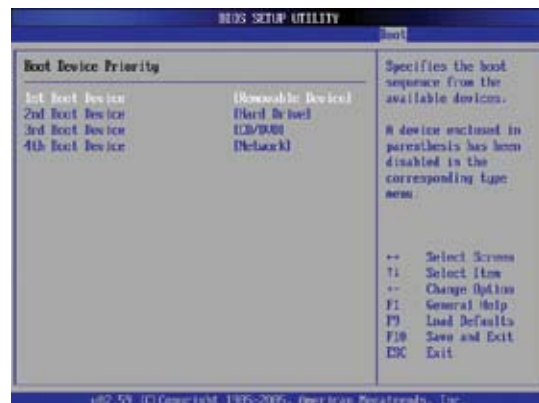 BIOS SETUP UTILITY
Boot
Boot Device Priority
1st Boot Device [Removable Device]
2nd Boot Device [Hard Drive]
3rd Boot Device [CD/DVD]
4th Boot Device [Network]
Specifies the boot
sequence from the
available devices.
A device enclosed in
parenthesis has been
disabled in the
corresponding type
menu.
↔ Select Screen
↑↓ Select Item
+- Change Option
F1 General Help
F9 Load Defaults
F10 Save and Exit
ESC Exit
v02.59 (C)Copyright 1985-2005, American Megatrends, Inc.